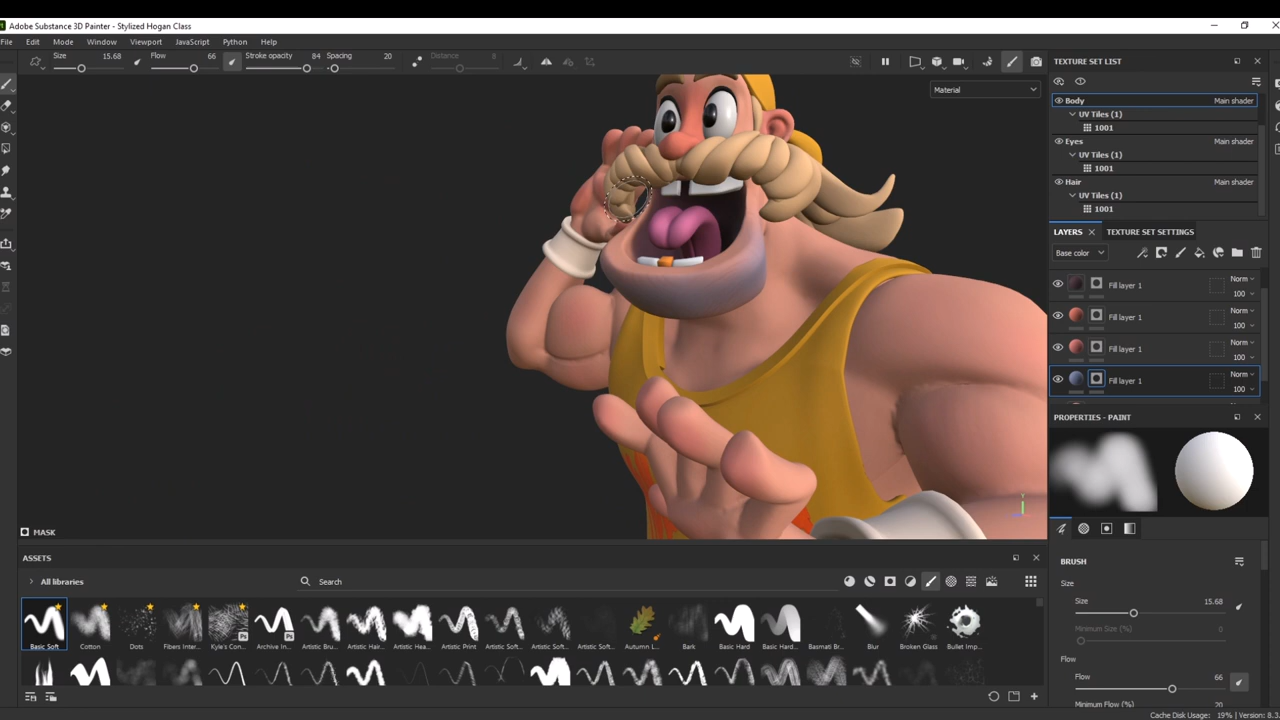 Adobe Substance 3D Painter - Stylized Hogan Class
File Edit Mode Window Viewport JavaScript Python Help
Size 15.68 Flow 66 Stroke opacity 84 Spacing 20 Distance 8
Material
TEXTURE SET LIST
Body Main shader
UV Tiles (1)
1001
Eyes Main shader
UV Tiles (1)
1001
Hair Main shader
UV Tiles (1)
1001
LAYERS TEXTURE SET SETTINGS
Base color
Fill layer 1 Norm
100
Fill layer 1 Norm
100
Fill layer 1 Norm
100
Fill layer 1 Norm
100
PROPERTIES - PAINT
BRUSH
Size
Size 15.68
Minimum Size (%) 0
Flow
Flow 66
Minimum Flow (%) 20
MASK
ASSETS
All libraries Search
Basic Soft Cotton Dots Fibers Inter... Kyle's Con... Archive In... Artistic Bru... Artistic Hair... Artistic Hea... Artistic Print Artistic Soft... Artistic Soft... Artistic Soft... Autumn L... Bark Basic Hard Basic Hard... Basmati Br... Blur Broken Glass Bullet Imp...
Cache Disk Usage: 19% | Version: 8.3